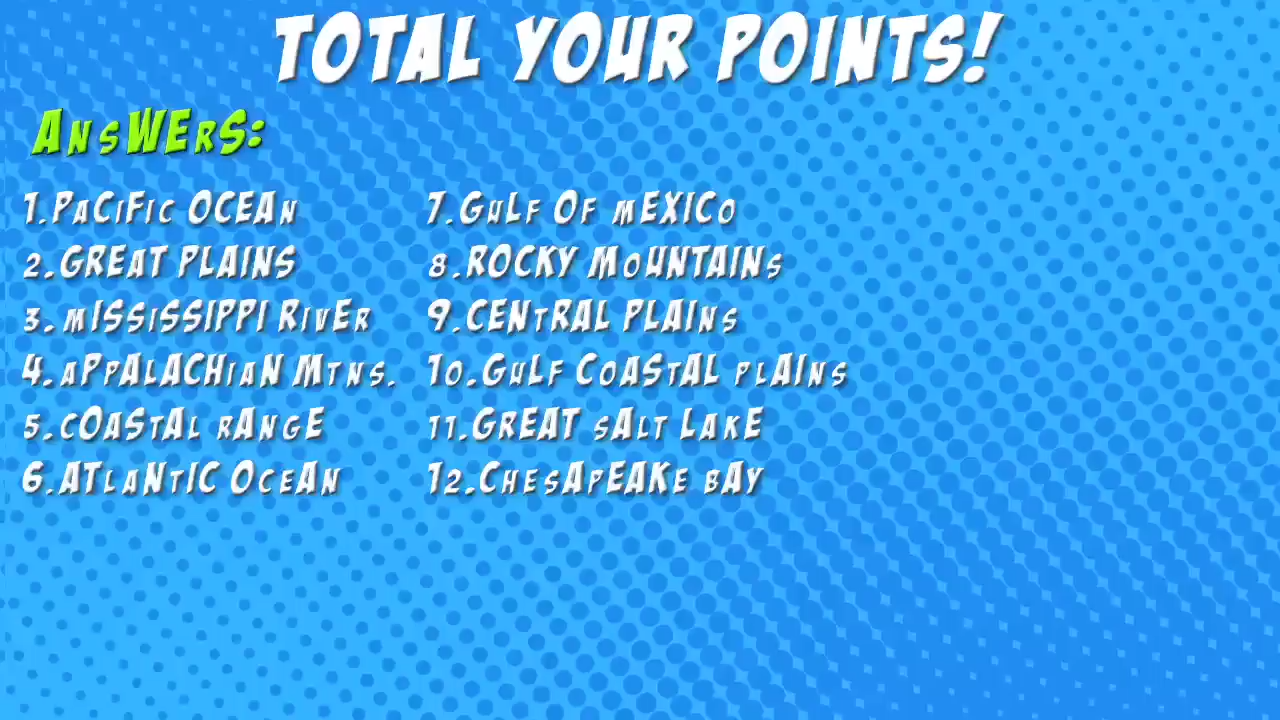 TOTAL YOUR POINTS!
ANSWERS:
1.PACIFIC OCEAN
2.GREAT PLAINS
3.MISSISSIPPI RIVER
4.APPALACHIAN MTNS.
5.COASTAL RANGE
6.ATLANTIC OCEAN
7.GULF OF MEXICO
8.ROCKY MOUNTAINS
9.CENTRAL PLAINS
10.GULF COASTAL PLAINS
11.GREAT SALT LAKE
12.CHESAPEAKE BAY